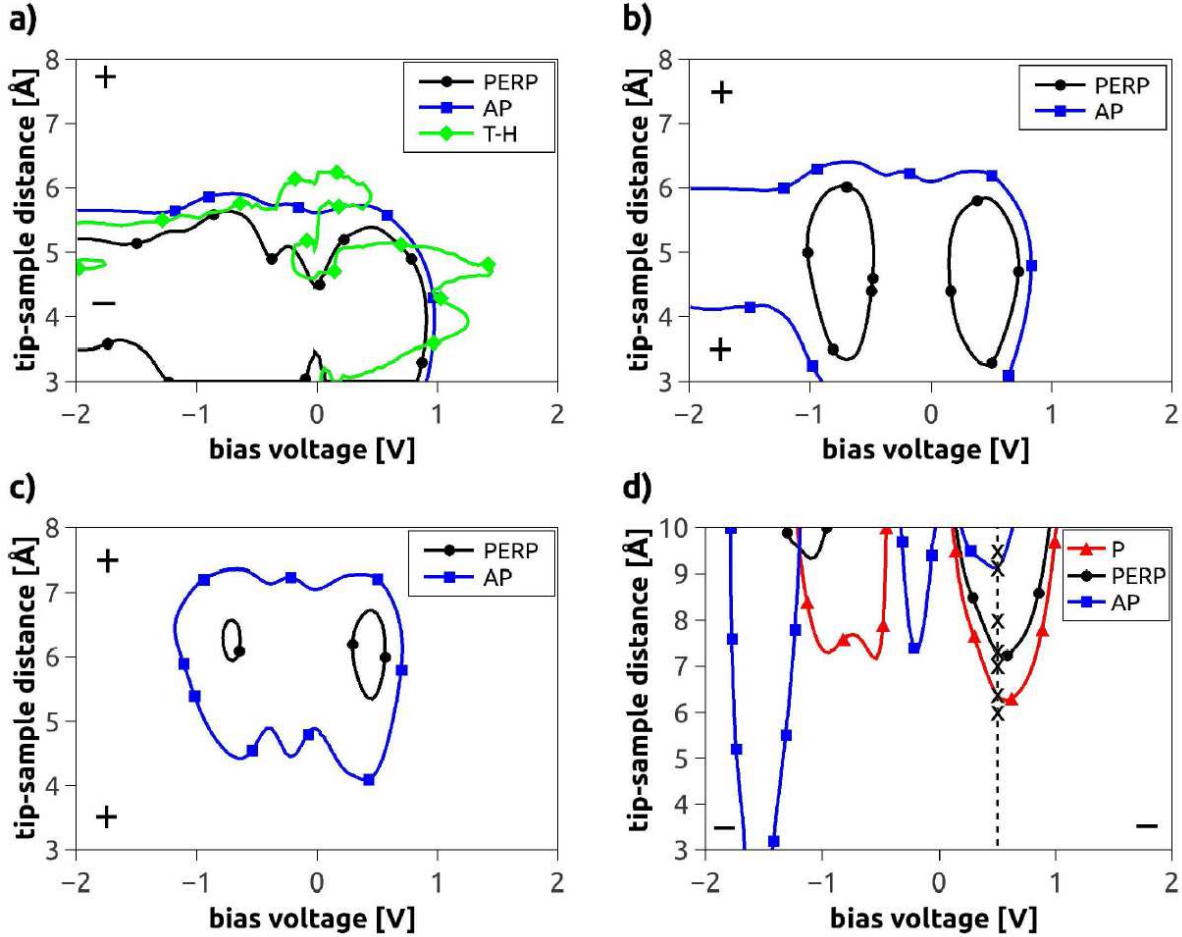 a)
8
7
6
5
4
3
tip-sample distance [Å]
+
−
PERP
AP
T-H
−2 −1 0 1 2
bias voltage [V]
b)
8
7
6
5
4
3
tip-sample distance [Å]
+
+
PERP
AP
−2 −1 0 1 2
bias voltage [V]
c)
8
7
6
5
4
3
tip-sample distance [Å]
+
+
PERP
AP
−2 −1 0 1 2
bias voltage [V]
d)
10
9
8
7
6
5
4
3
tip-sample distance [Å]
P
PERP
AP
X
X
X
X
X
X
X
−
−
−2 −1 0 1 2
bias voltage [V]